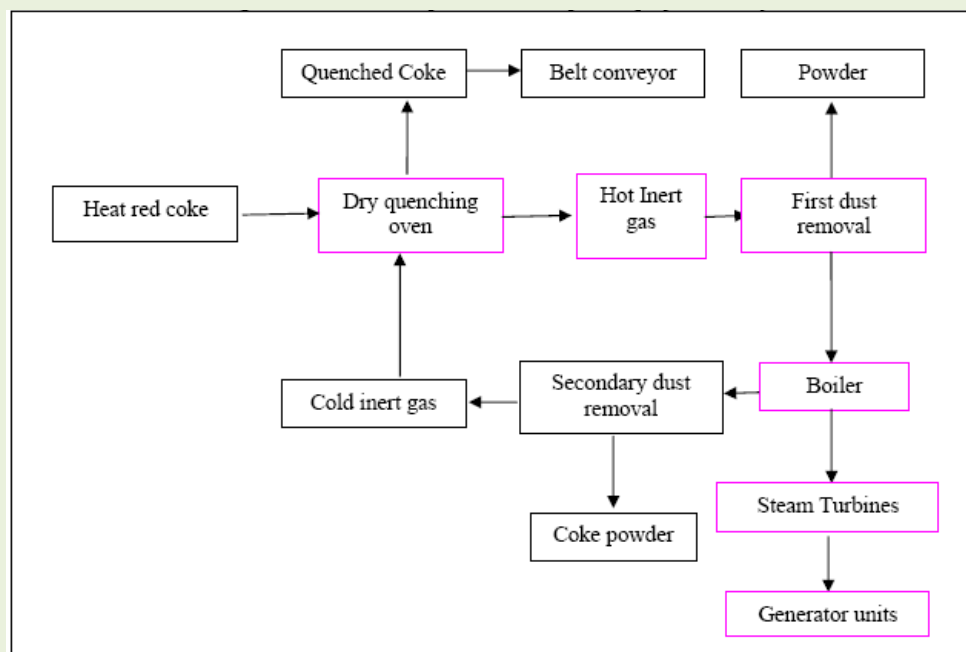 Quenched Coke
Belt conveyor
Powder
Heat red coke
Dry quenching
oven
Hot Inert
gas
First dust
removal
Cold inert gas
Secondary dust
removal
Boiler
Coke powder
Steam Turbines
Generator units